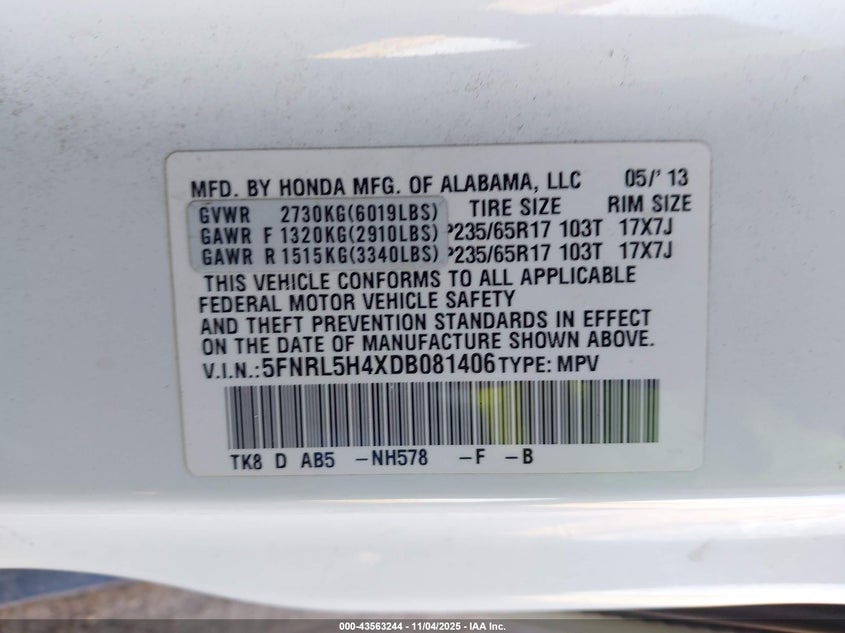 MFD. BY HONDA MFG. OF ALABAMA, LLC 05/'13
GVWR 2730KG(6019LBS) TIRE SIZE RIM SIZE
GAWR F 1320KG(2910LBS) P235/65R17 103T 17X7J
GAWR R 1515KG(3340LBS) P235/65R17 103T 17X7J
THIS VEHICLE CONFORMS TO ALL APPLICABLE
FEDERAL MOTOR VEHICLE SAFETY
AND THEFT PREVENTION STANDARDS IN EFFECT
ON THE DATE OF MANUFACTURE SHOWN ABOVE.
V.I.N.:5FNRL5H4XDB081406 TYPE: MPV
TK8 D AB5 -NH578 -F -B
000-43563244 - 11/04/2025 - IAA Inc.